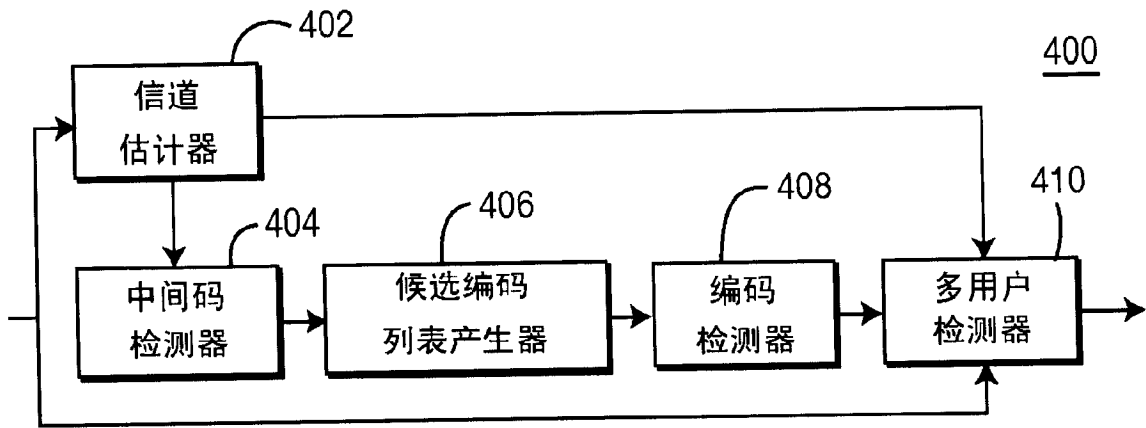 402
400
信道
估计器
404
406
408
410
中间码
检测器
候选编码
列表产生器
编码
检测器
多用户
检测器